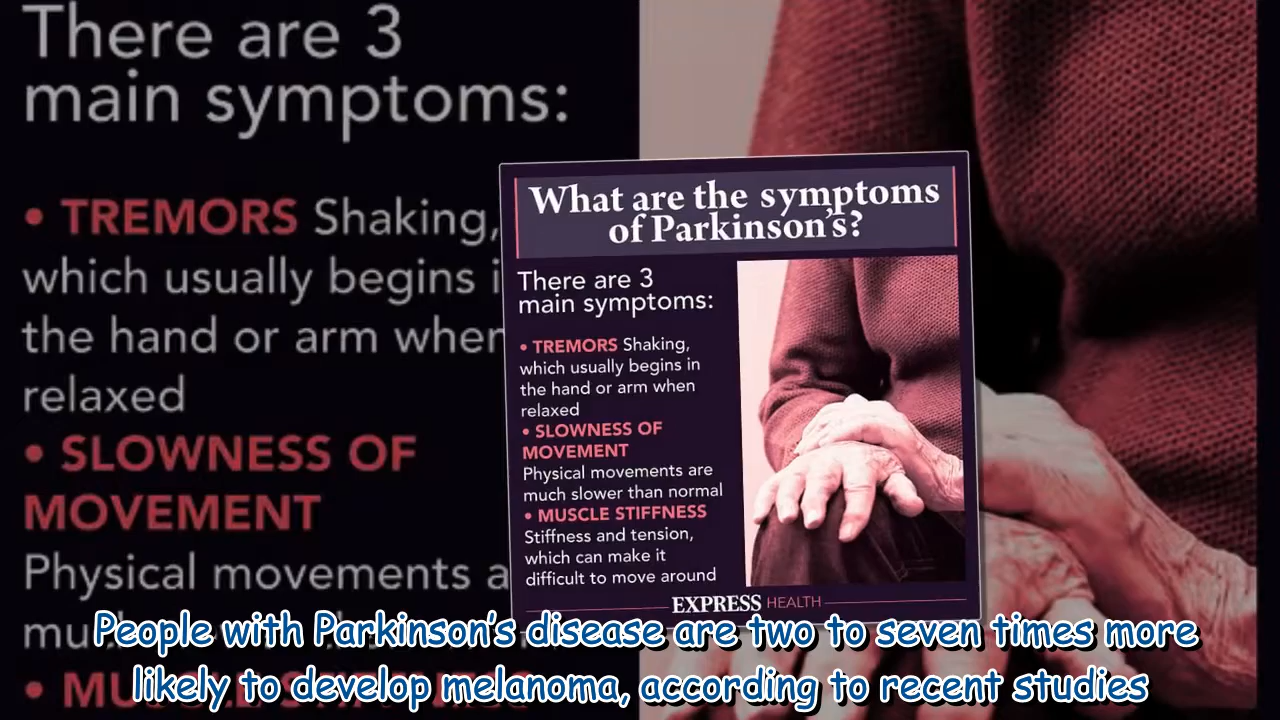 There are 3
main symptoms:
• TREMORS Shaking,
which usually begins i
the hand or arm when
relaxed
• SLOWNESS OF
MOVEMENT
Physical movements a
What are the symptoms
of Parkinson's?
There are 3
main symptoms:
• TREMORS Shaking,
which usually begins in
the hand or arm when
relaxed
• SLOWNESS OF
MOVEMENT
Physical movements are
much slower than normal
• MUSCLE STIFFNESS
Stiffness and tension,
which can make it
difficult to move around
EXPRESS HEALTH
People with Parkinson's disease are two to seven times more
likely to develop melanoma, according to recent studies